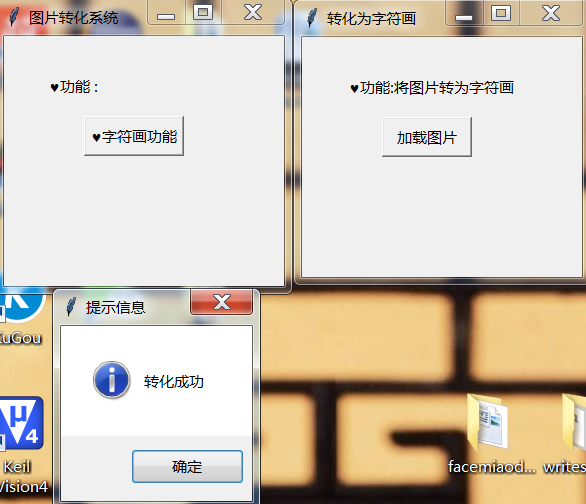 图片转化系统
♥功能：
♥字符画功能
转化为字符画
♥功能:将图片转为字符画
加载图片
提示信息
转化成功
确定
KuGou
Keil
uVision4
facemiaod...
writes